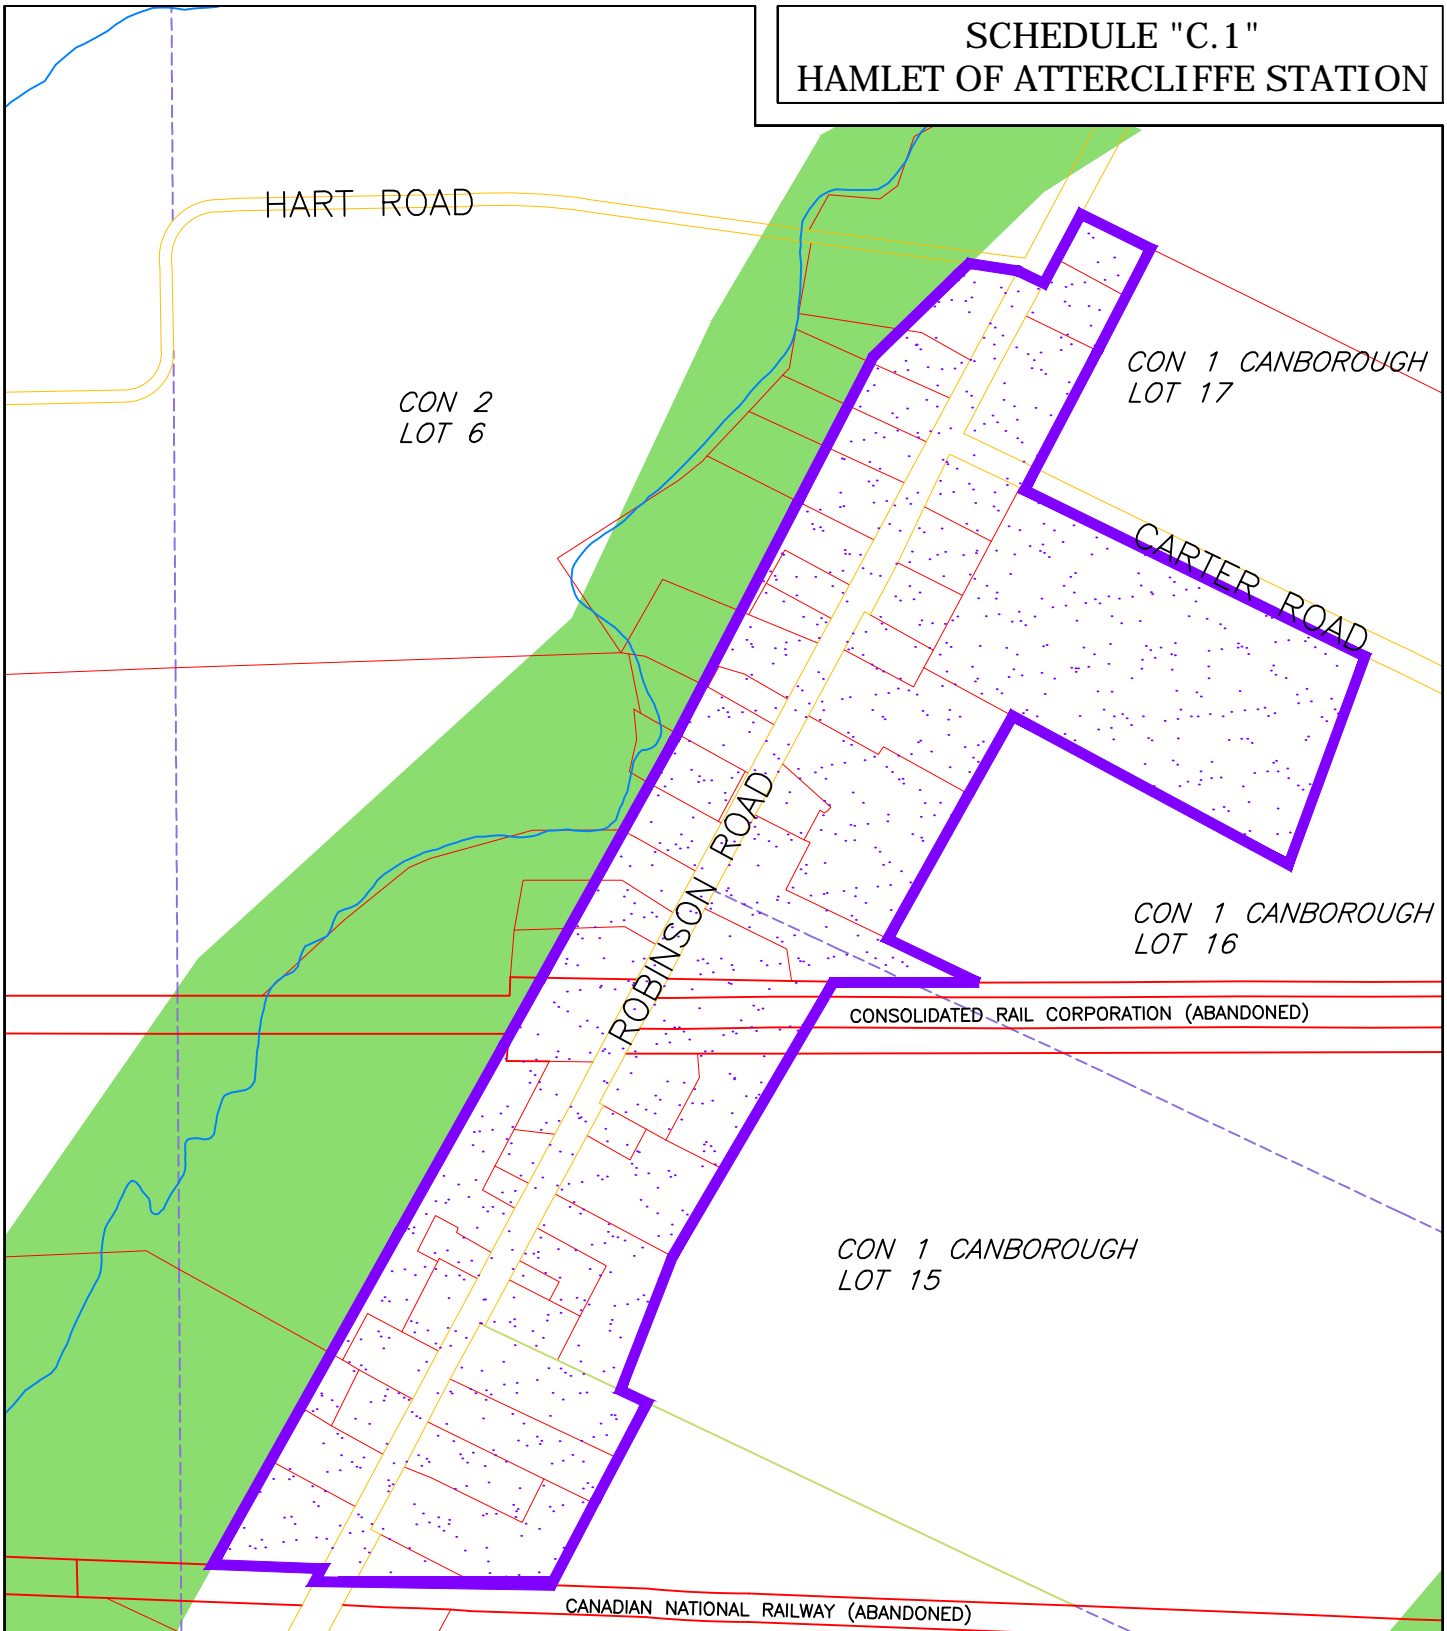 SCHEDULE "C.1"
HAMLET OF ATTERCLIFFE STATION
HART ROAD
CON 1 CANBOROUGH
LOT 17
CON 2
LOT 6
CARTER ROAD
ROBINSON ROAD
CON 1 CANBOROUGH
LOT 16
CONSOLIDATED RAIL CORPORATION (ABANDONED)
CON 1 CANBOROUGH
LOT 15
CANADIAN NATIONAL RAILWAY (ABANDONED)